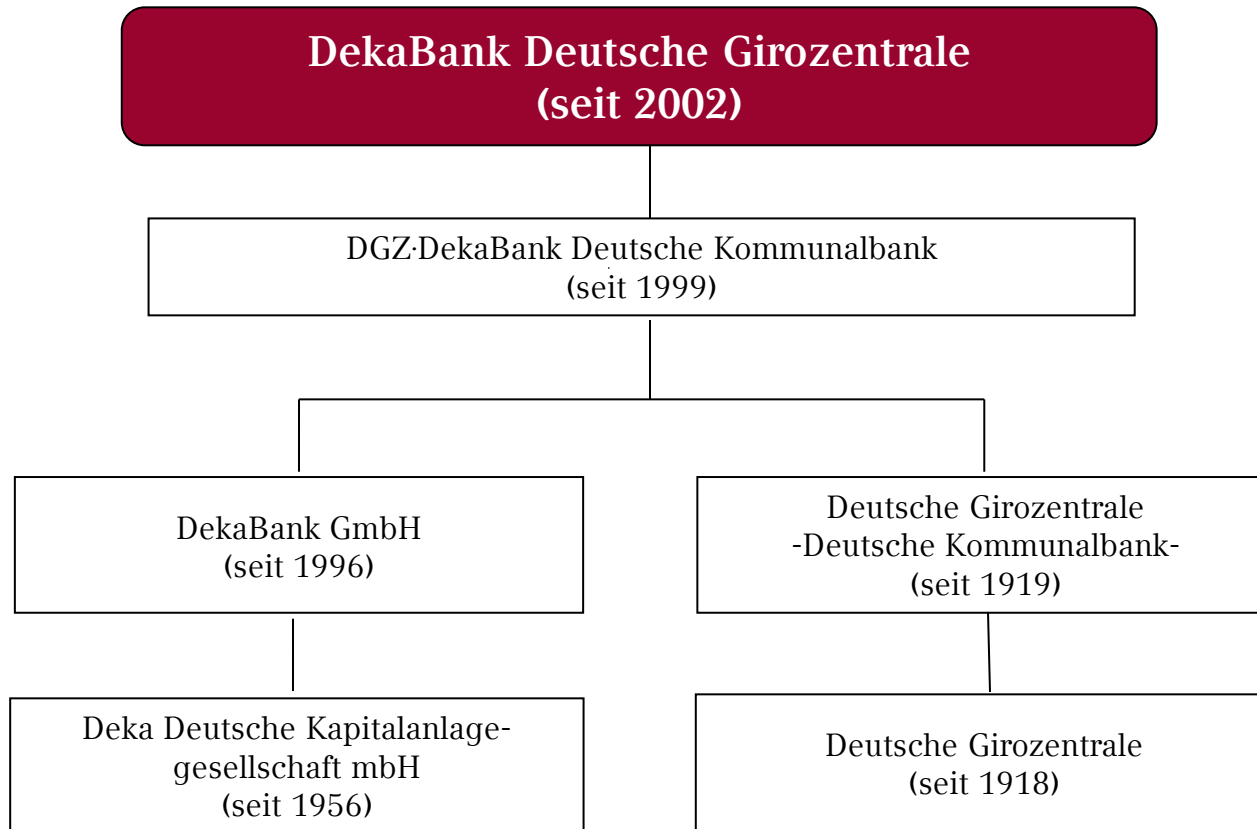 DekaBank Deutsche Girozentrale
(seit 2002)
DGZ·DekaBank Deutsche Kommunalbank
(seit 1999)
DekaBank GmbH
(seit 1996)
Deutsche Girozentrale
-Deutsche Kommunalbank-
(seit 1919)
Deka Deutsche Kapitalanlage-
gesellschaft mbH
(seit 1956)
Deutsche Girozentrale
(seit 1918)